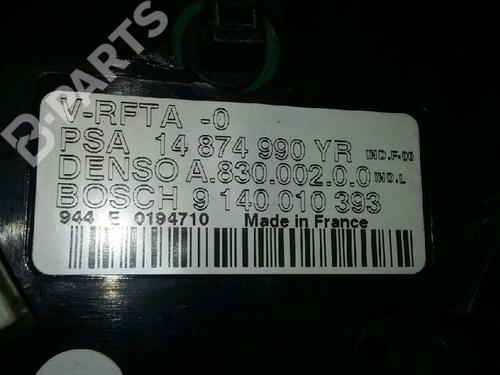 B-PARTS
V-RFTA -0
PSA 14 874 990 YR IND.F-00
DENSO A.830.002.0.0 IND.L
BOSCH 9 140 010 393
944 E 0194710 Made in France